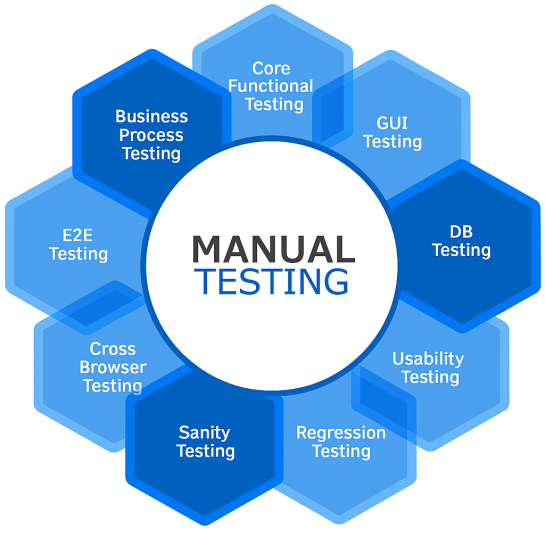 MANUAL
TESTING
Core
Functional
Testing
GUI
Testing
DB
Testing
Usability
Testing
Regression
Testing
Sanity
Testing
Cross
Browser
Testing
E2E
Testing
Business
Process
Testing